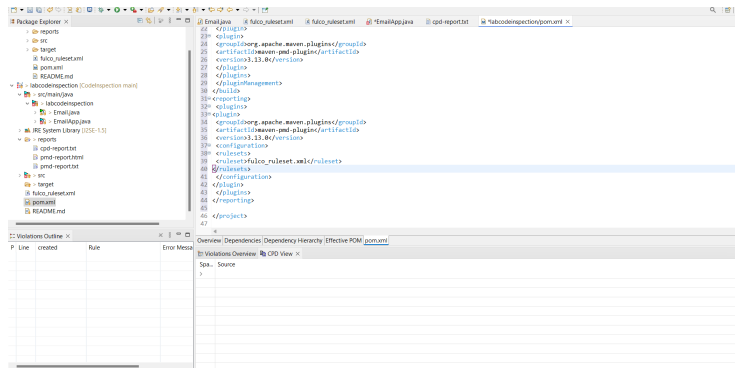 Package Explorer ×
> reports
> src
> target
fulco_ruleset.xml
pom.xml
README.md
> labcodeinspection [CodeInspection main]
> src/main/java
> labcodeinspection
> Email.java
> EmailApp.java
JRE System Library [J2SE-1.5]
> reports
cpd-report.txt
pmd-report.html
pmd-report.txt
> src
> target
fulco_ruleset.xml
pom.xml
README.md
Violations Outline ×
P Line created Rule Error Messa
Email.java fulco_ruleset.xml fulco_ruleset.xml *EmailApp.java cpd-report.txt *labcodeinspection/pom.xml ×
22 </plugin>
23 <plugin>
24 <groupId>org.apache.maven.plugins</groupId>
25 <artifactId>maven-pmd-plugin</artifactId>
26 <version>3.13.0</version>
27 </plugin>
28 </plugins>
29 </pluginManagement>
30 </build>
31 <reporting>
32 <plugins>
33 <plugin>
34 <groupId>org.apache.maven.plugins</groupId>
35 <artifactId>maven-pmd-plugin</artifactId>
36 <version>3.13.0</version>
37 <configuration>
38 <rulesets>
39 <ruleset>fulco_ruleset.xml</ruleset>
40 </rulesets>
41 </configuration>
42 </plugin>
43 </plugins>
44 </reporting>
45
46 </project>
47
Overview Dependencies Dependency Hierarchy Effective POM pom.xml
Violations Overview CPD View ×
Spa... Source